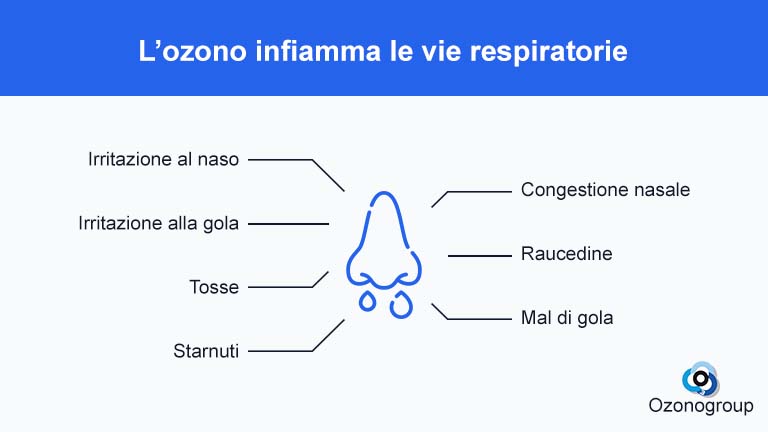 L’ozono infiamma le vie respiratorie
Irritazione al naso
Irritazione alla gola
Tosse
Starnuti
Congestione nasale
Raucedine
Mal di gola
Ozonogroup